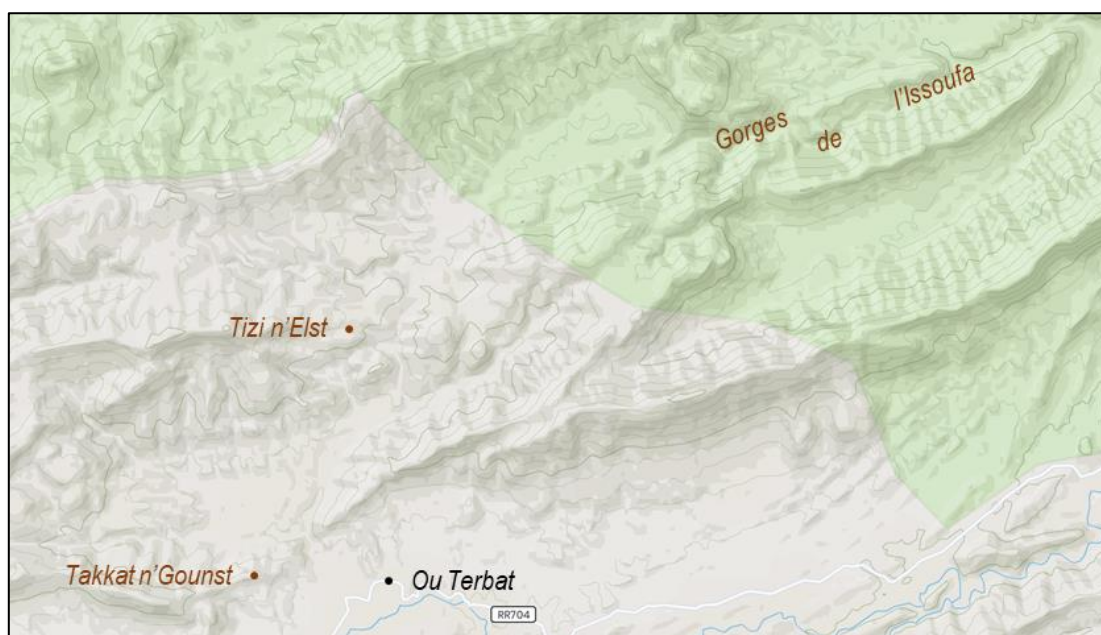 Gorges de l'Issoufa
Tizi n'Elst
Takkat n'Gounst
Ou Terbat
RR704